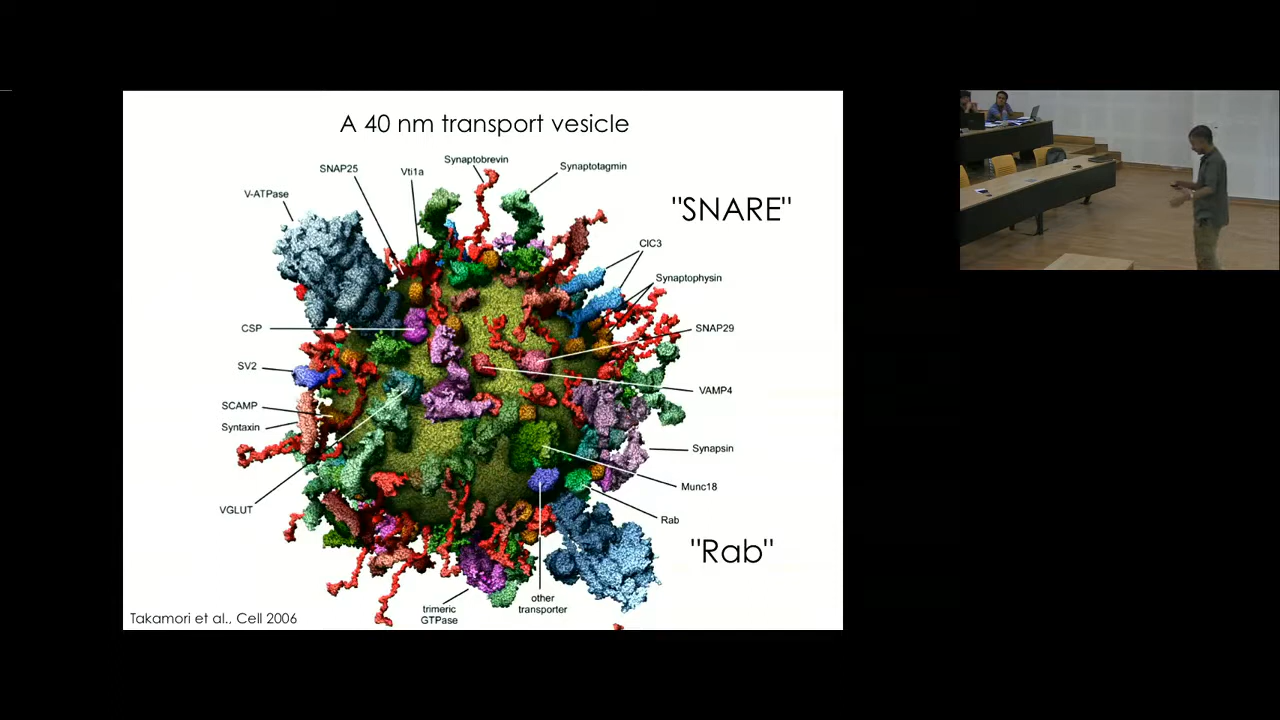 A 40 nm transport vesicle
Synaptobrevin
SNAP25
Vti1a
Synaptotagmin
V-ATPase
"SNARE"
ClC3
Synaptophysin
CSP
SNAP29
SV2
VAMP4
SCAMP
Syntaxin
Synapsin
Munc18
VGLUT
Rab
"Rab"
other
transporter
trimeric
GTPase
Takamori et al., Cell 2006